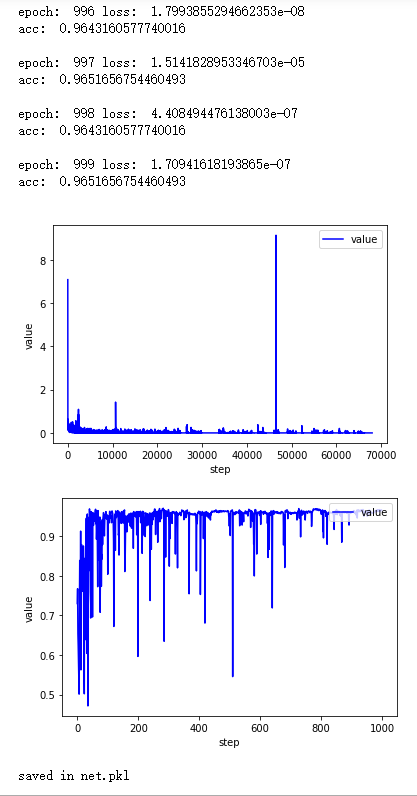 epoch:  996 loss:  1.7993855294662353e-08
acc:  0.9643160577740016
epoch:  997 loss:  1.5141828953346703e-05
acc:  0.9651656754460493
epoch:  998 loss:  4.408494476138003e-07
acc:  0.9643160577740016
epoch:  999 loss:  1.70941618193865e-07
acc:  0.9651656754460493
value
8
6
4
2
0
value
0 10000 20000 30000 40000 50000 60000 70000
step
value
0.9
0.8
0.7
0.6
0.5
value
0 200 400 600 800 1000
step
saved in net.pkl